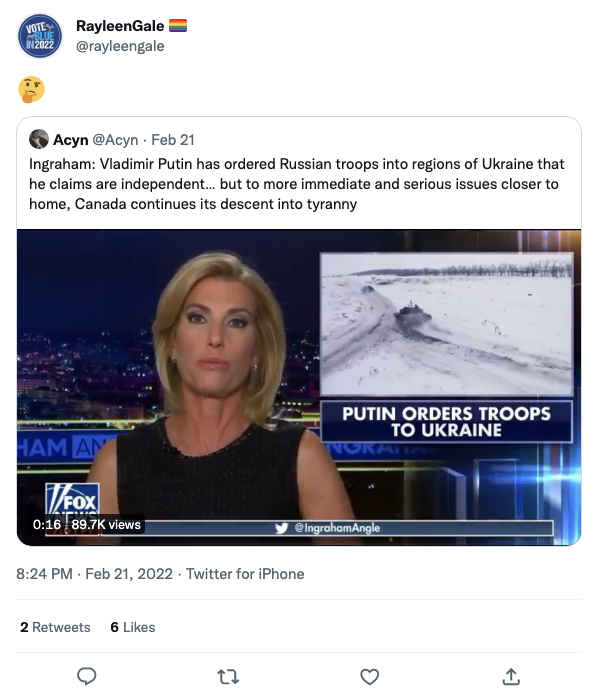 VOTE
BLUE
IN 2022
RayleenGale
@rayleengale
Acyn @Acyn · Feb 21
Ingraham: Vladimir Putin has ordered Russian troops into regions of Ukraine that
he claims are independent... but to more immediate and serious issues closer to
home, Canada continues its descent into tyranny
PUTIN ORDERS TROOPS
TO UKRAINE
HAM AN
INGRAHAM
FOX
NEWS
0:16 89.7K views
@IngrahamAngle
8:24 PM · Feb 21, 2022 · Twitter for iPhone
2 Retweets 6 Likes